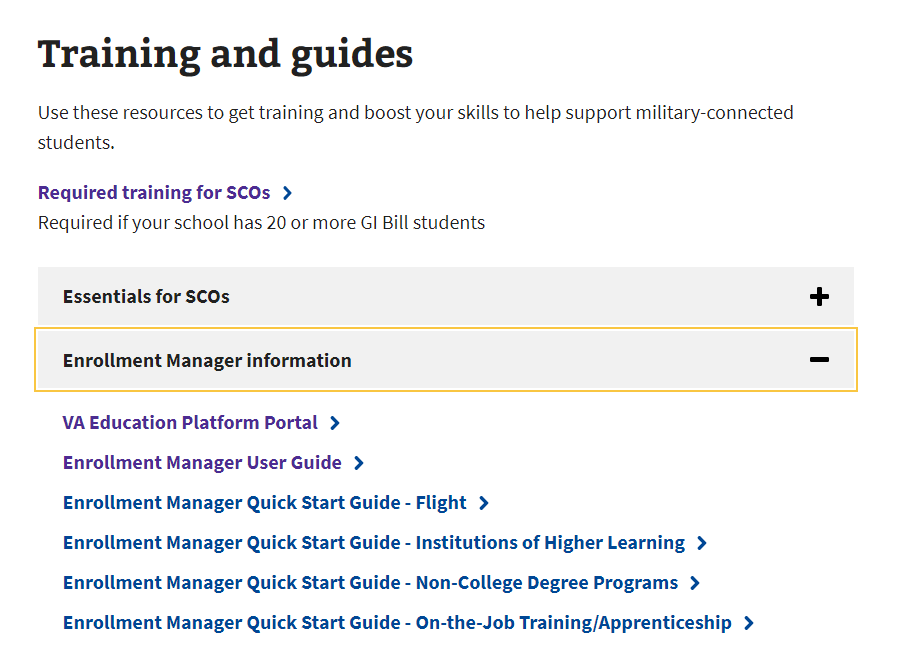 Training and guides
Use these resources to get training and boost your skills to help support military-connected
students.
Required training for SCOs
Required if your school has 20 or more GI Bill students
Essentials for SCOs
Enrollment Manager information
VA Education Platform Portal
Enrollment Manager User Guide
Enrollment Manager Quick Start Guide - Flight
Enrollment Manager Quick Start Guide - Institutions of Higher Learning
Enrollment Manager Quick Start Guide - Non-College Degree Programs
Enrollment Manager Quick Start Guide - On-the-Job Training/Apprenticeship